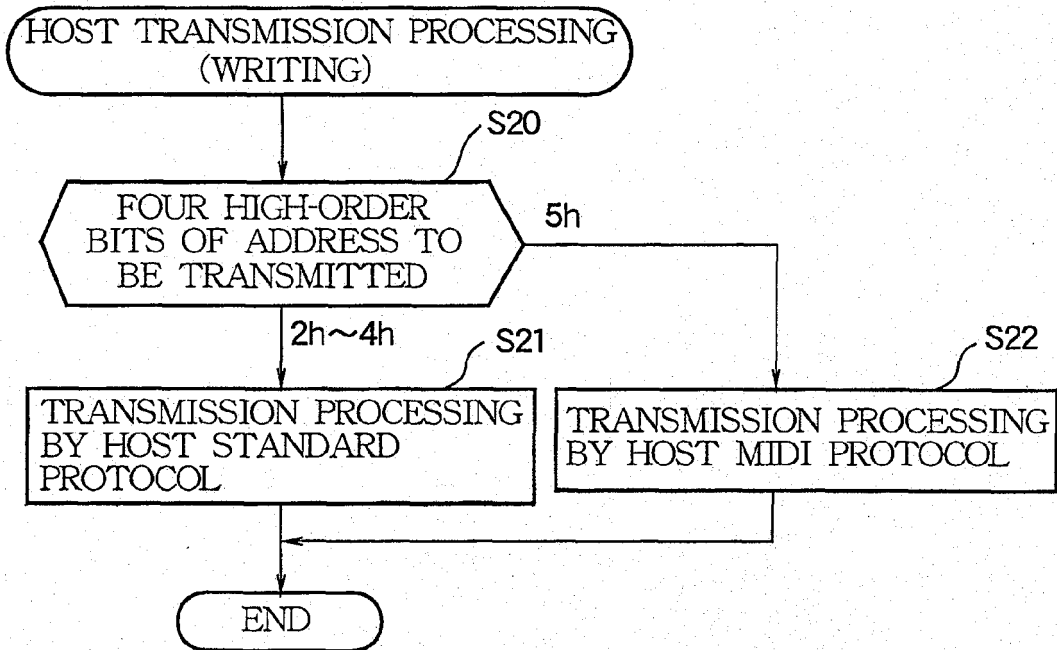 HOST TRANSMISSION PROCESSING
(WRITING)
S20
FOUR HIGH-ORDER
BITS OF ADDRESS TO
BE TRANSMITTED
5h
2h~4h
S21
S22
TRANSMISSION PROCESSING
BY HOST STANDARD
PROTOCOL
TRANSMISSION PROCESSING
BY HOST MIDI PROTOCOL
END